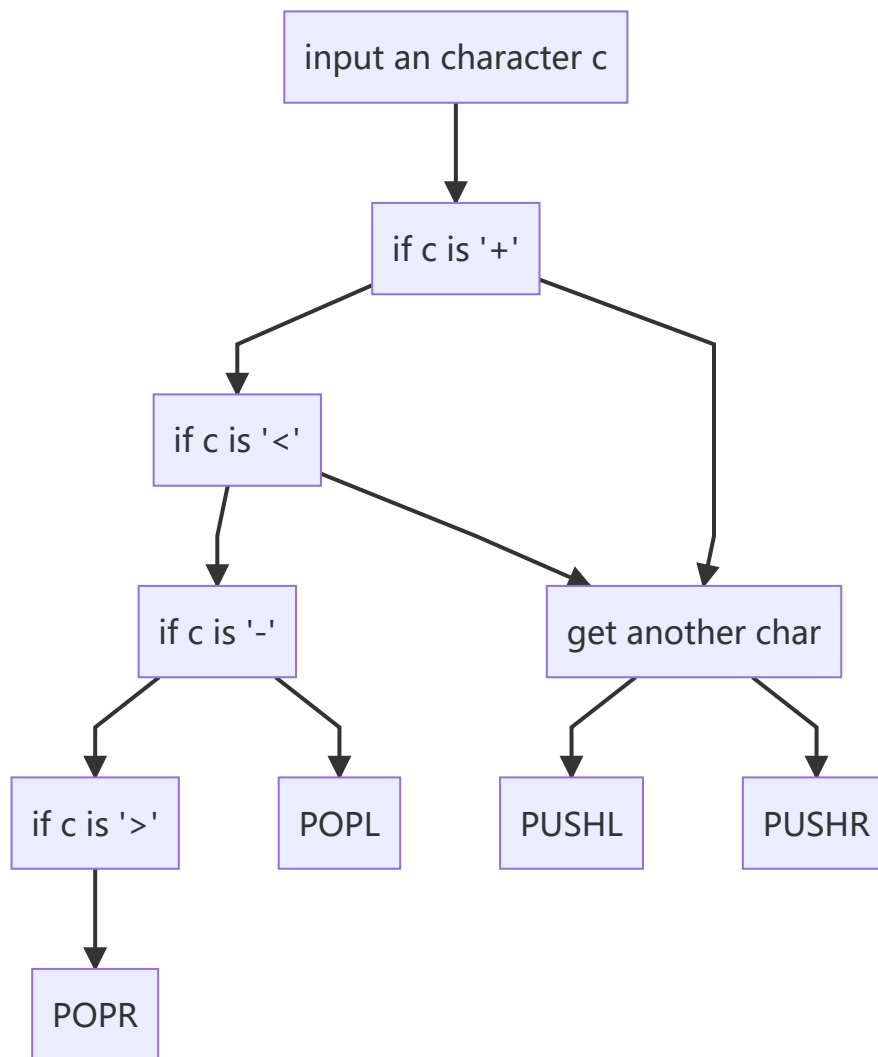 input an character c
if c is '+'
if c is '<'
if c is '-'
get another char
if c is '>'
POPL
PUSHL
PUSHR
POPR